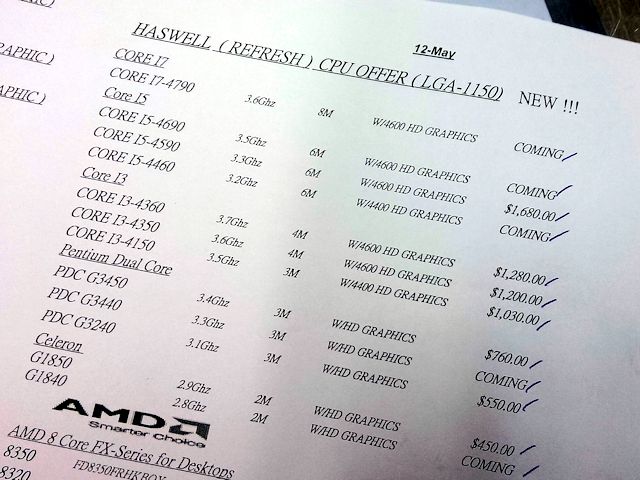 12-May
HASWELL ( REFRESH ) CPU OFFER ( LGA-1150) NEW !!!
RAPHIC )
APHIC )
CORE I7
CORE I7-4790 3.6Ghz 8M W/4600 HD GRAPHICS COMING
Core I5
CORE I5-4690 3.5Ghz 6M W/4600 HD GRAPHICS COMING
CORE I5-4590 3.3Ghz 6M W/4600 HD GRAPHICS $1,680.00
CORE I5-4460 3.2Ghz 6M W/4400 HD GRAPHICS COMING
Core I3
CORE I3-4360 3.7Ghz 4M W/4600 HD GRAPHICS $1,280.00
CORE I3-4350 3.6Ghz 4M W/4600 HD GRAPHICS $1,200.00
CORE I3-4150 3.5Ghz 3M W/4400 HD GRAPHICS $1,030.00
Pentium Dual Core
PDC G3450 3.4Ghz 3M W/HD GRAPHICS $760.00
PDC G3440 3.3Ghz 3M W/HD GRAPHICS COMING
PDC G3240 3.1Ghz 3M W/HD GRAPHICS $550.00
Celeron
G1850 2.9Ghz 2M W/HD GRAPHICS $450.00
G1840 2.8Ghz 2M W/HD GRAPHICS COMING
AMD
Smarter Choice
AMD 8 Core FX-Series for Desktops
8350 FD8350FRHKBOX
8320